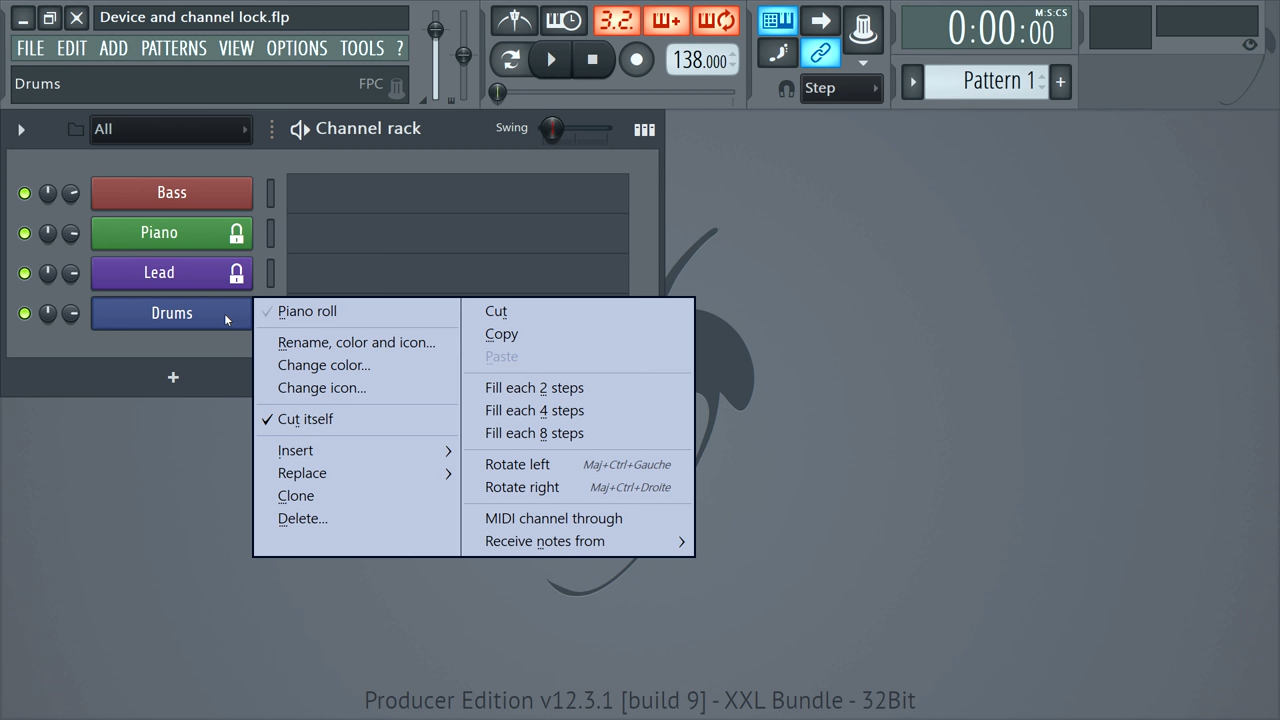 Device and channel lock.flp
FILE EDIT ADD PATTERNS VIEW OPTIONS TOOLS ?
Drums FPC
3.2.
138.000
Step
0:00:00 M:S:CS
Pattern 1 +
All
Channel rack
Swing
Bass
Piano
Lead
Drums
+
Piano roll
Rename, color and icon...
Change color...
Change icon...
Cut itself
Insert
Replace
Clone
Delete...
Cut
Copy
Paste
Fill each 2 steps
Fill each 4 steps
Fill each 8 steps
Rotate left Maj+Ctrl+Gauche
Rotate right Maj+Ctrl+Droite
MIDI channel through
Receive notes from
Producer Edition v12.3.1 [build 9] - XXL Bundle - 32Bit